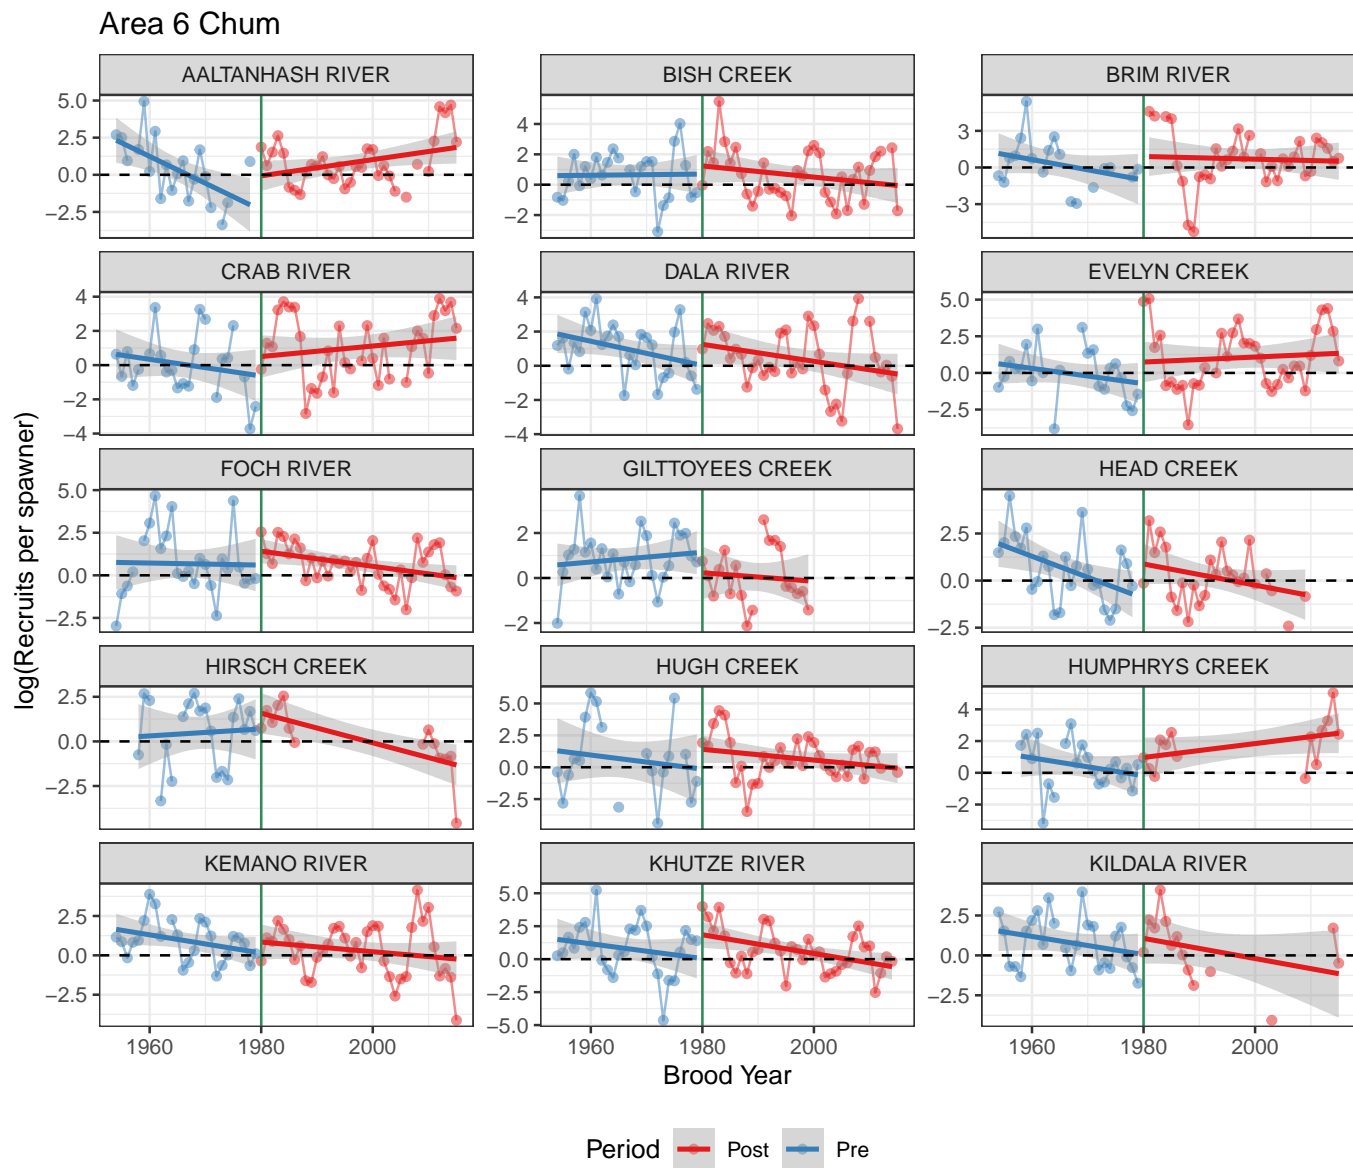 Area 6 Chum
AALTANHASH RIVER
BISH CREEK
BRIM RIVER
5.0
2.5
0.0
−2.5
4
2
0
−2
3
0
−3
CRAB RIVER
DALA RIVER
EVELYN CREEK
4
2
0
−2
−4
4
2
0
−2
−4
5.0
2.5
0.0
−2.5
FOCH RIVER
GILTTOYEES CREEK
HEAD CREEK
5.0
2.5
0.0
−2.5
2
0
−2
2.5
0.0
−2.5
HIRSCH CREEK
HUGH CREEK
HUMPHRYS CREEK
2.5
0.0
−2.5
5.0
2.5
0.0
−2.5
4
2
0
−2
KEMANO RIVER
KHUTZE RIVER
KILDALA RIVER
2.5
0.0
−2.5
5.0
2.5
0.0
−2.5
−5.0
2.5
0.0
−2.5
1960 1980 2000
1960 1980 2000
1960 1980 2000
log(Recruits per spawner)
Brood Year
Period Post Pre